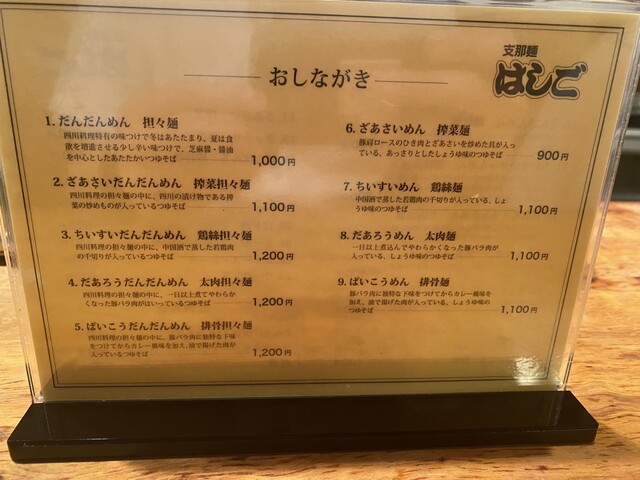 おしながき
支那麺
はしご
1. だんだんめん 担々麺
四川料理特有の味つけで冬はあたたまり、夏は食
欲を増進させる少し辛い味つけで、芝麻醤・醤油
を中心としたあたたかいつゆそば
1,000円
2. ざあさいだんだんめん 搾菜担々麺
四川料理の担々麺の中に、四川の漬け物である搾
菜の炒めものが入っているつゆそば
1,100円
3. ちいすいだんだんめん 鶏絲担々麺
四川料理の担々麺の中に、中国酒で蒸した若鶏肉
の千切りが入っているつゆそば
1,200円
4. だあろうだんだんめん 太肉担々麺
四川料理の担々麺の中に、一日以上煮てやわらか
くなった豚バラ肉がはいっているつゆそば
1,200円
5. ぱいこうだんだんめん 排骨担々麺
四川料理の担々麺の中に、豚バラ肉に独特な下味
をつけてからカレー風味を加え、油で揚げた肉が
入っているつゆそば
1,200円
6. ざあさいめん 搾菜麺
豚肩ロースのひき肉とざあさいを炒めた具が入っ
ている、あっさりとしたしょうゆ味のつゆそば
900円
7. ちいすいめん 鶏絲麺
中国酒で蒸した若鶏肉の千切りが入っている、しょ
うゆ味のつゆそば
1,100円
8. だあろうめん 太肉麺
一日以上煮込んでやわらかくなった豚バラ肉が
入っている、しょうゆ味のつゆそば
1,100円
9. ぱいこうめん 排骨麺
豚バラ肉に独特な下味をつけてからカレー風味を
加え、油で揚げた肉が入っている、しょうゆ味の
つゆそば
1,100円